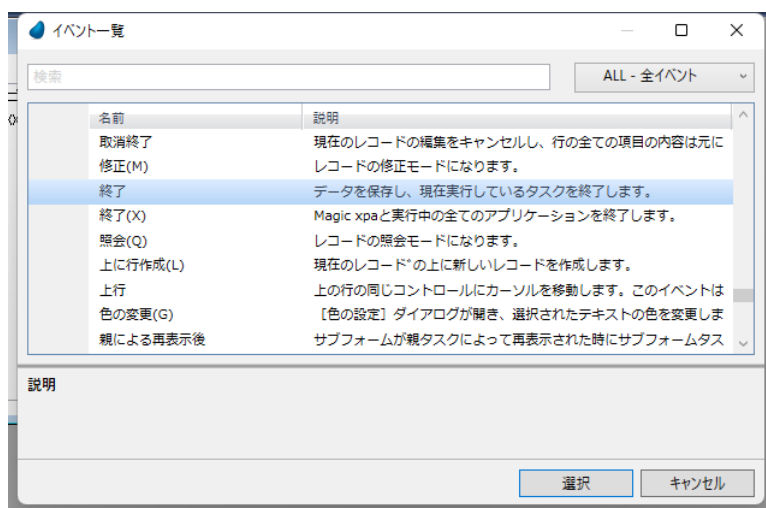 イベント一覧
検索
ALL - 全イベント
名前 説明
取消終了 現在のレコードの編集をキャンセルし、行の全ての項目の内容は元に
修正(M) レコードの修正モードになります。
終了 データを保存し、現在実行しているタスクを終了します。
終了(X) Magic xpaと実行中の全てのアプリケーションを終了します。
照会(Q) レコードの照会モードになります。
上に行作成(L) 現在のレコードﾞの上に新しいレコードを作成します。
上行 上の行の同じコントロールにカーソルを移動します。このイベントは
色の変更(G) [色の設定] ダイアログが開き、選択されたテキストの色を変更しま
親による再表示後 サブフォームが親タスクによって再表示された時にサブフォームタス
説明
選択 キャンセル